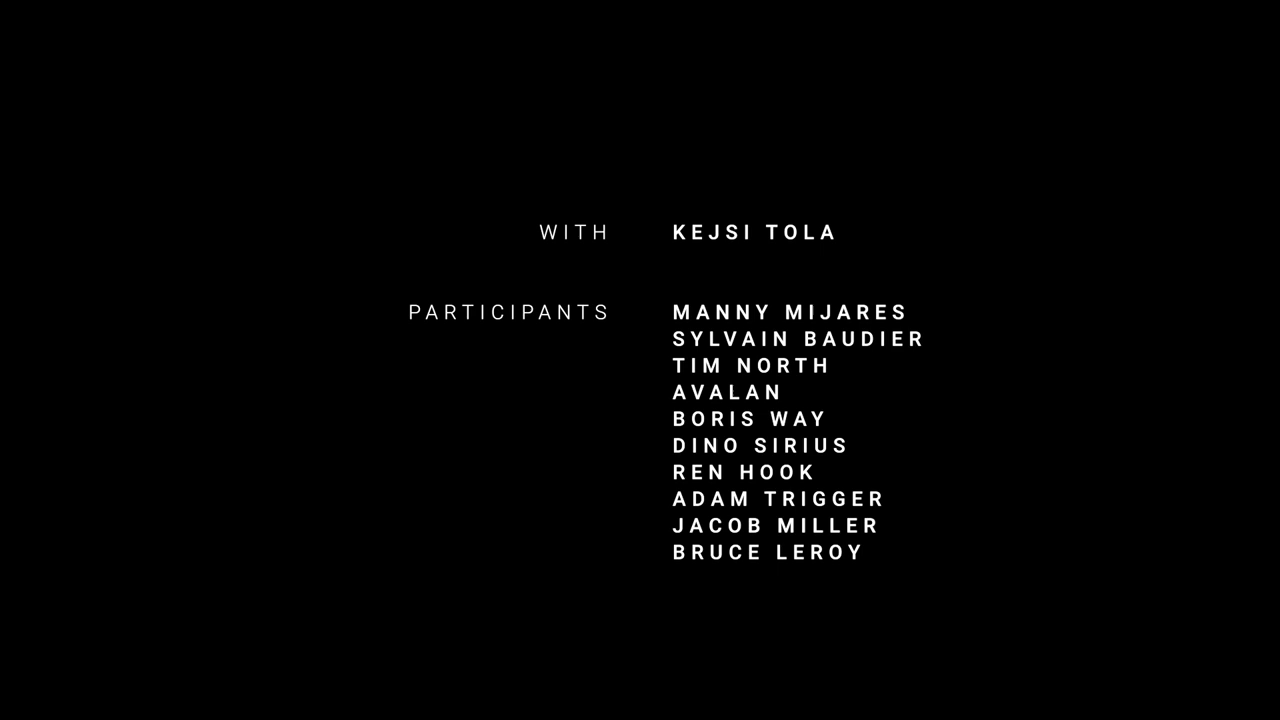 WITH KEJSI TOLA
PARTICIPANTS MANNY MIJARES
SYLVAIN BAUDIER
TIM NORTH
AVALAN
BORIS WAY
DINO SIRIUS
REN HOOK
ADAM TRIGGER
JACOB MILLER
BRUCE LEROY